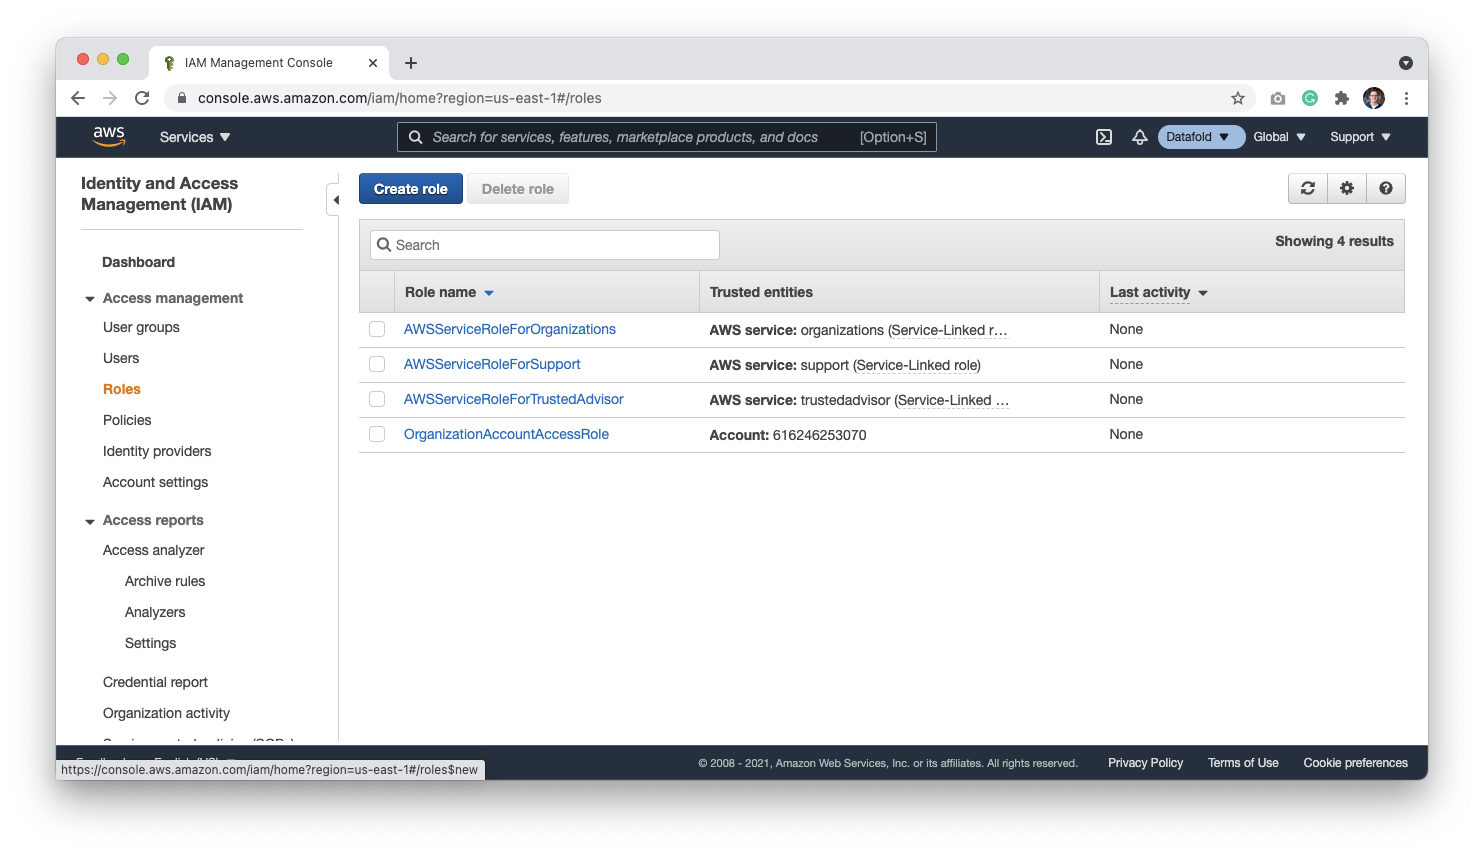 IAM Management Console
console.aws.amazon.com/iam/home?region=us-east-1#/roles
aws
Services
Search for services, features, marketplace products, and docs
[Option+S]
Datafold
Global
Support
Identity and Access
Management (IAM)
Dashboard
Access management
User groups
Users
Roles
Policies
Identity providers
Account settings
Access reports
Access analyzer
Archive rules
Analyzers
Settings
Credential report
Organization activity
Create role
Delete role
Search
Showing 4 results
Role name
Trusted entities
Last activity
AWSServiceRoleForOrganizations
AWS service: organizations (Service-Linked r…
None
AWSServiceRoleForSupport
AWS service: support (Service-Linked role)
None
AWSServiceRoleForTrustedAdvisor
AWS service: trustedadvisor (Service-Linked …
None
OrganizationAccountAccessRole
Account: 616246253070
None
https://console.aws.amazon.com/iam/home?region=us-east-1#/roles$new
© 2008 - 2021, Amazon Web Services, Inc. or its affiliates. All rights reserved.
Privacy Policy
Terms of Use
Cookie preferences